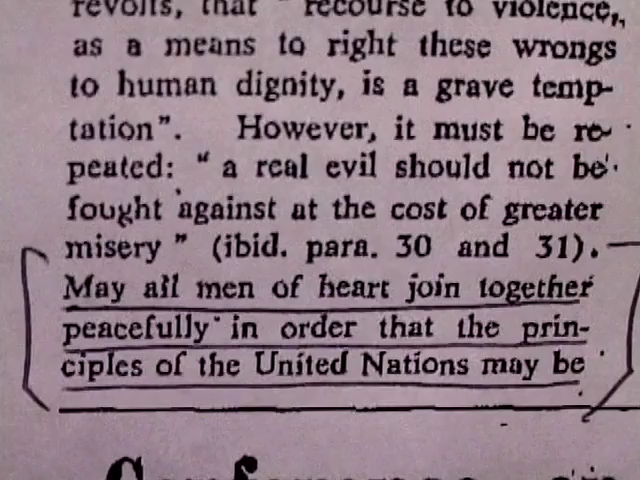 revolts, that " recourse to violence,
as a means to right these wrongs
to human dignity, is a grave temp-
tation". However, it must be re-
peated: " a real evil should not be
fought against at the cost of greater
misery " (ibid. para. 30 and 31).
May all men of heart join together
peacefully in order that the prin-
ciples of the United Nations may be